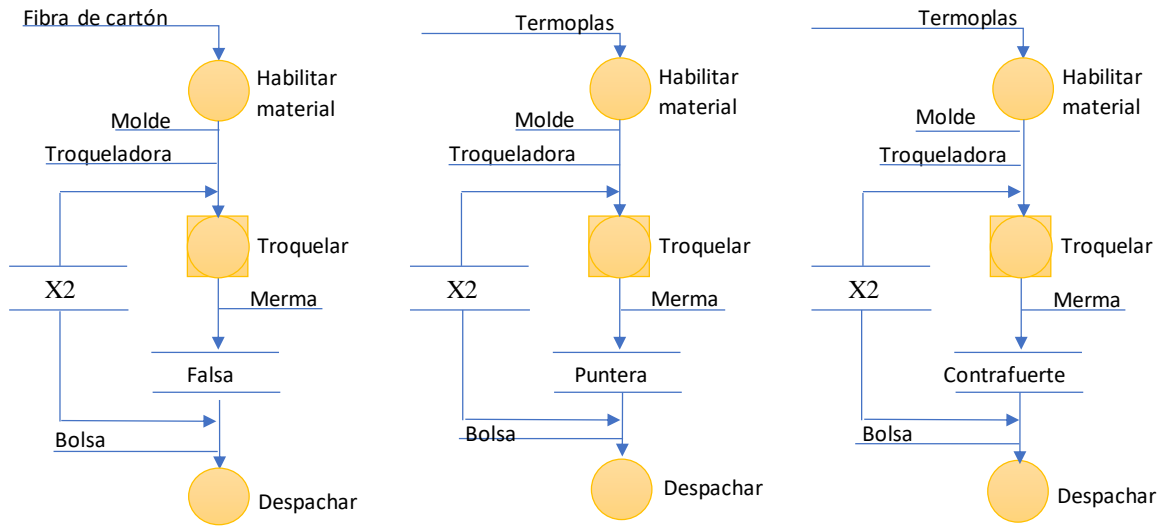 Fibra de cartón
Habilitar
material
Molde
Troqueladora
Troquelar
X2
Merma
Falsa
Bolsa
Despachar
Termoplas
Habilitar
material
Molde
Troqueladora
Troquelar
X2
Merma
Puntera
Bolsa
Despachar
Termoplas
Habilitar
material
Molde
Troqueladora
Troquelar
X2
Merma
Contrafuerte
Bolsa
Despachar